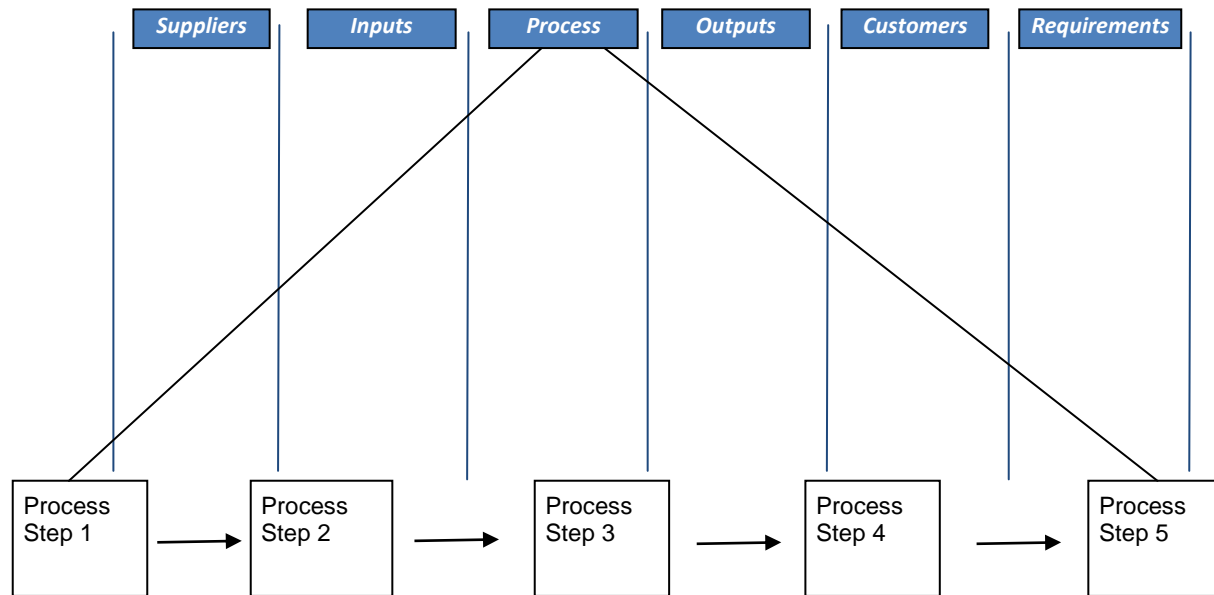 Suppliers
Inputs
Process
Outputs
Customers
Requirements
Process
Step 1
Process
Step 2
Process
Step 3
Process
Step 4
Process
Step 5